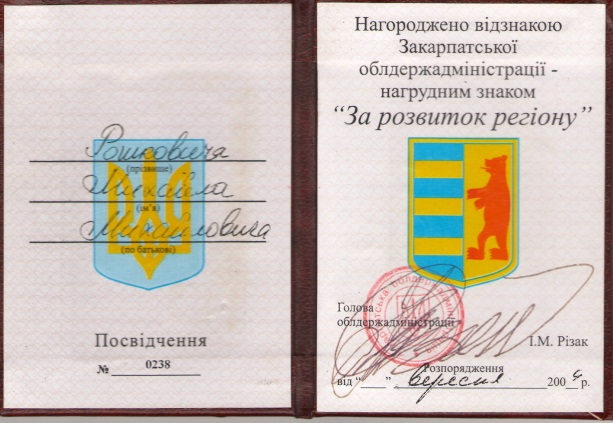 Рошковича
(прізвище)
Михайла
(ім'я)
Михайловича
(по батькові)
Посвідчення
№ 0238
Нагороджено відзнакою
Закарпатської
облдержадміністрації -
нагрудним знаком
“За розвиток регіону”
Голова
облдержадміністрації
І.М. Різак
Розпорядження
від “____” вересня 2004 р.